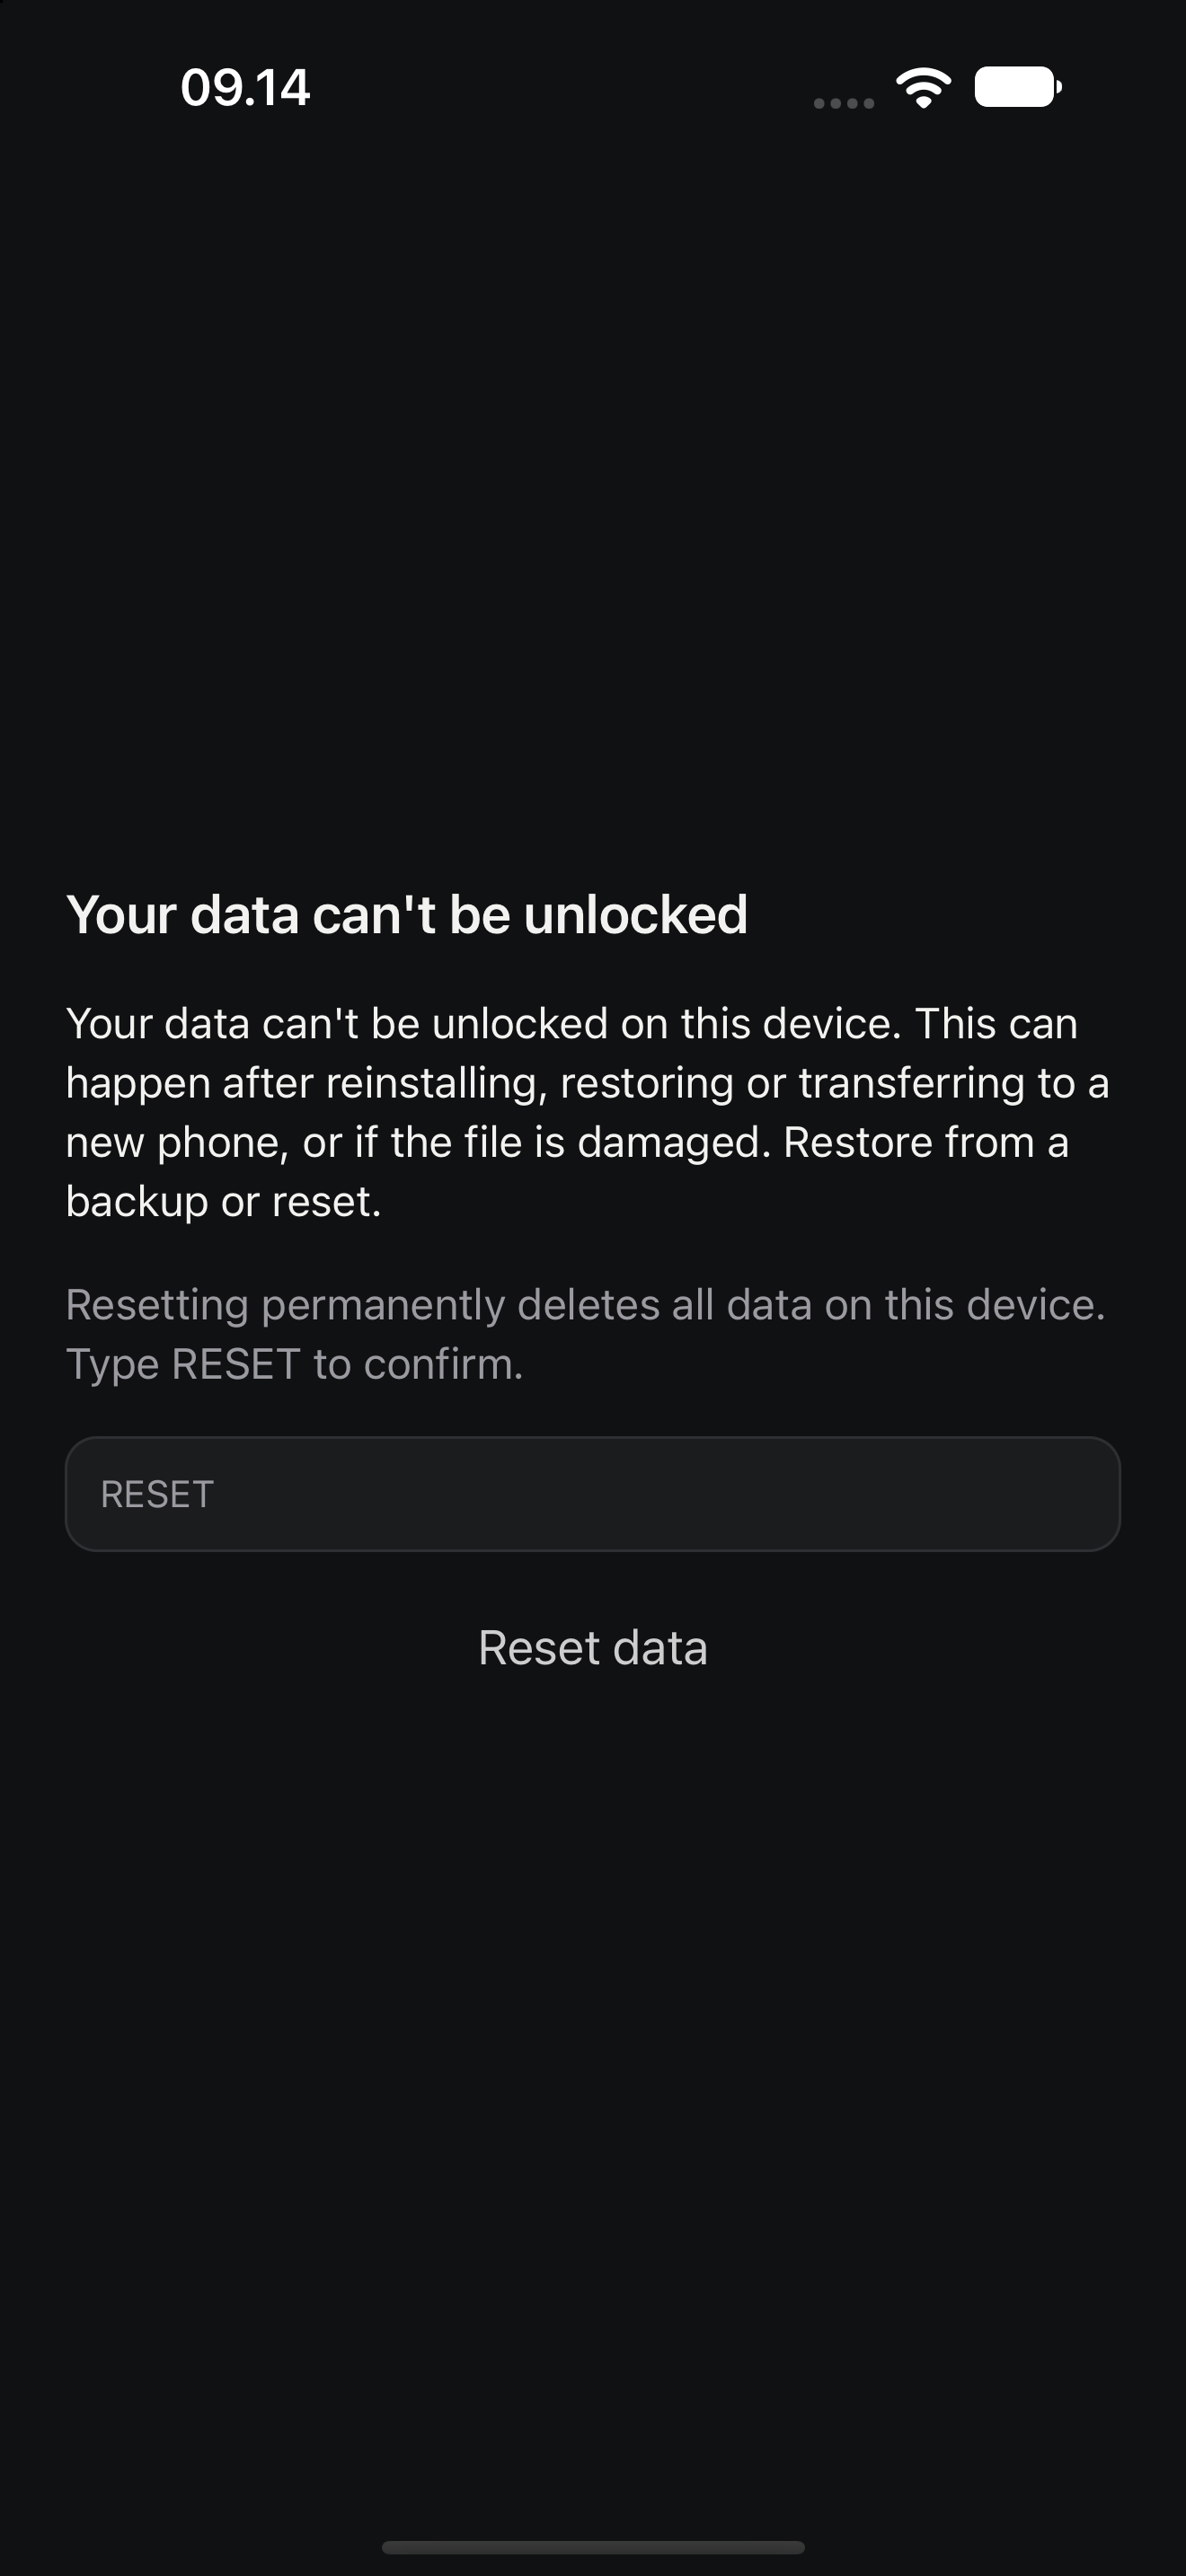 09.14
Your data can't be unlocked
Your data can't be unlocked on this device. This can
happen after reinstalling, restoring or transferring to a
new phone, or if the file is damaged. Restore from a
backup or reset.
Resetting permanently deletes all data on this device.
Type RESET to confirm.
RESET
Reset data